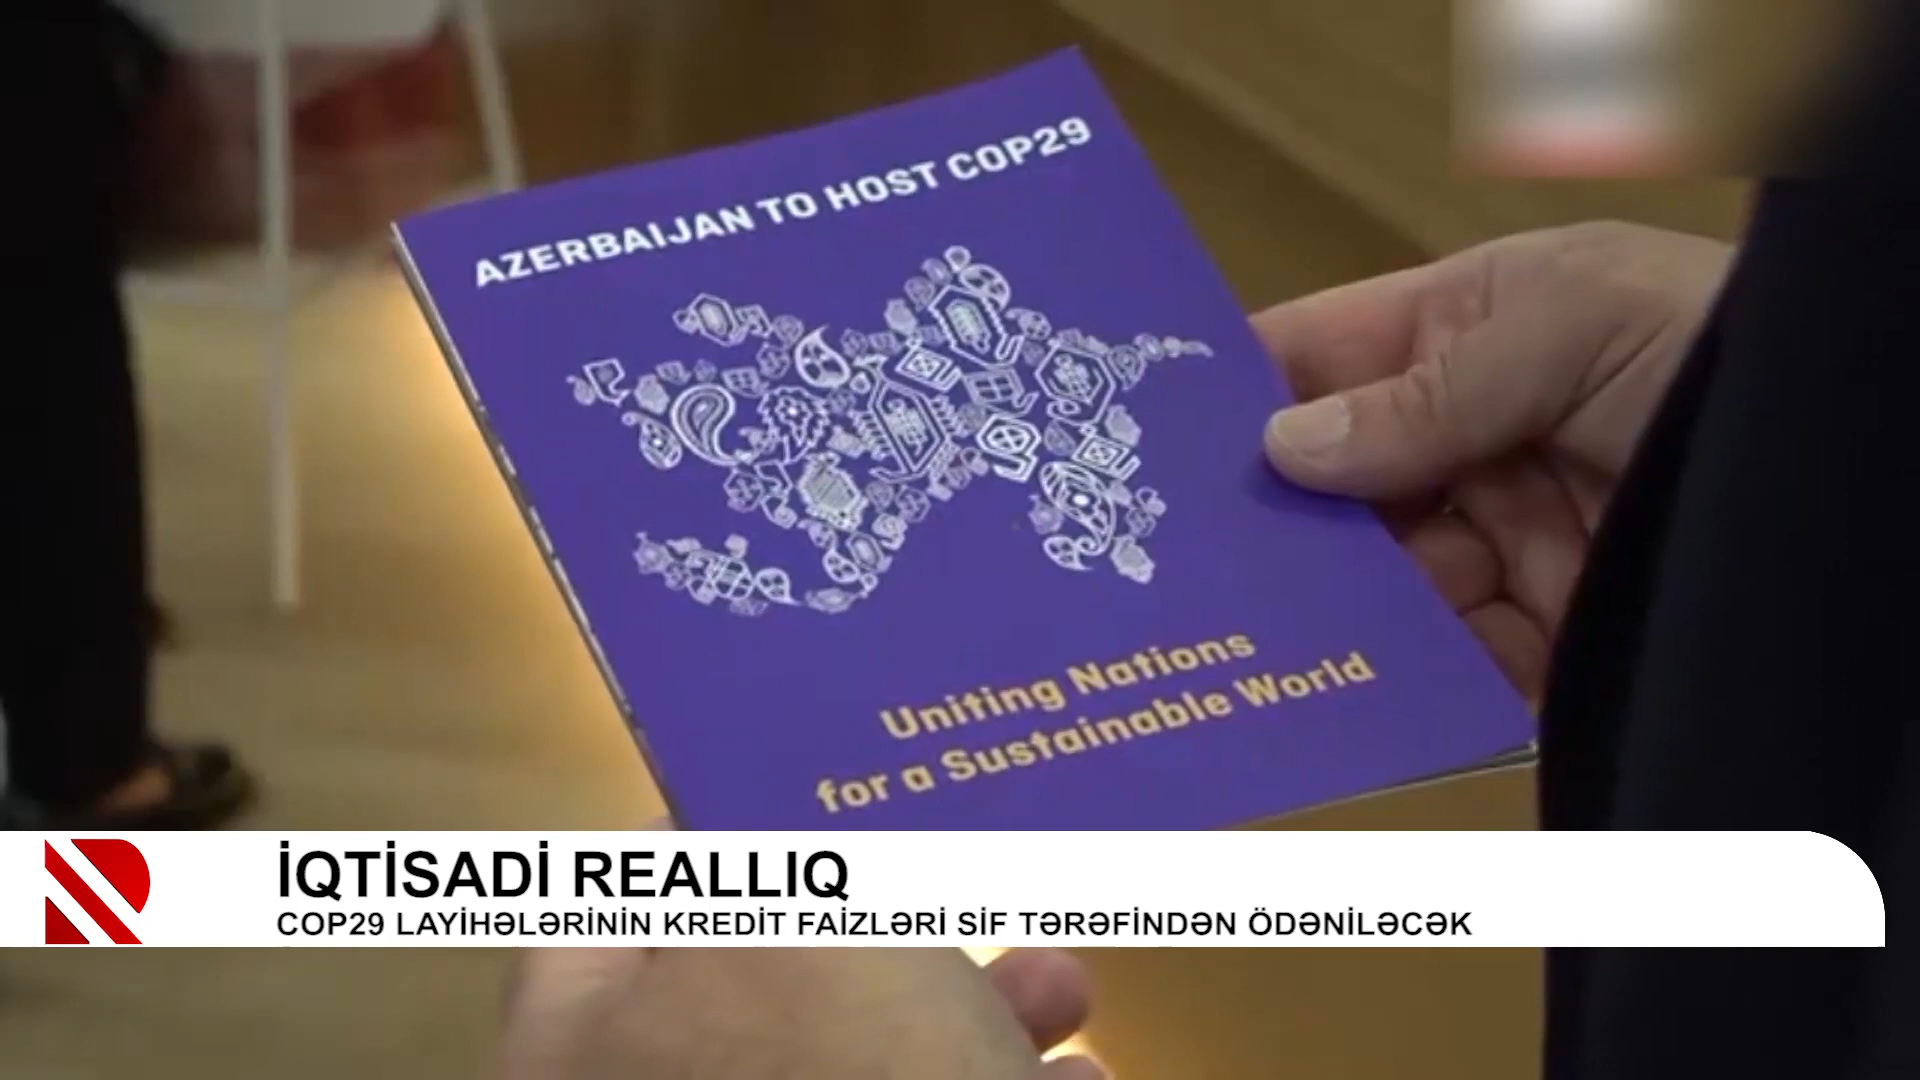 AZERBAIJAN TO HOST COP29
Uniting Nations
for a Sustainable World
İQTİSADİ REALLIQ
COP29 LAYİHƏLƏRİNİN KREDİT FAİZLƏRİ SİF TƏRƏFİNDƏN ÖDƏNİLƏCƏK